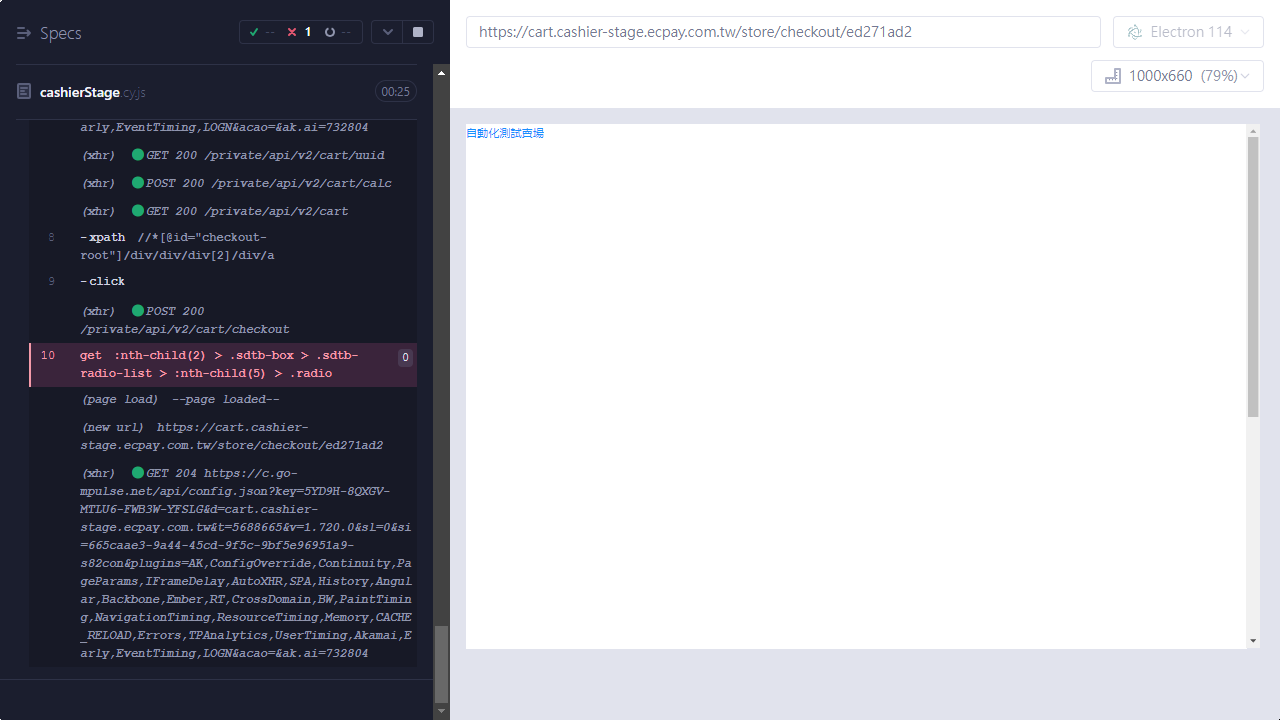 Specs
-- 1 --
cashierStage.cy.js
00:25
arly,EventTiming,LOGN&acao=&ak.ai=732804
(xhr) GET 200 /private/api/v2/cart/uuid
(xhr) POST 200 /private/api/v2/cart/calc
(xhr) GET 200 /private/api/v2/cart
8 -xpath //*[@id="checkout-
root"]/div/div/div[2]/div/a
9 -click
(xhr) POST 200
/private/api/v2/cart/checkout
10 get :nth-child(2) > .sdtb-box > .sdtb-
radio-list > :nth-child(5) > .radio
0
(page load) --page loaded--
(new url) https://cart.cashier-
stage.ecpay.com.tw/store/checkout/ed271ad2
(xhr) GET 204 https://c.go-
mpulse.net/api/config.json?key=5YD9H-8QXGV-
MTLU6-FWB3W-YFSLG&d=cart.cashier-
stage.ecpay.com.tw&t=5688665&v=1.720.0&sl=0&si
=665caae3-9a44-45cd-9f5c-9bf5e96951a9-
s82con&plugins=AK,ConfigOverride,Continuity,Pa
geParams,IFrameDelay,AutoXHR,SPA,History,Angul
ar,Backbone,Ember,RT,CrossDomain,BW,PaintTimin
g,NavigationTiming,ResourceTiming,Memory,CACHE
_RELOAD,Errors,TPAnalytics,UserTiming,Akamai,E
arly,EventTiming,LOGN&acao=&ak.ai=732804
https://cart.cashier-stage.ecpay.com.tw/store/checkout/ed271ad2
Electron 114
1000x660 (79%)
自動化測試賣場